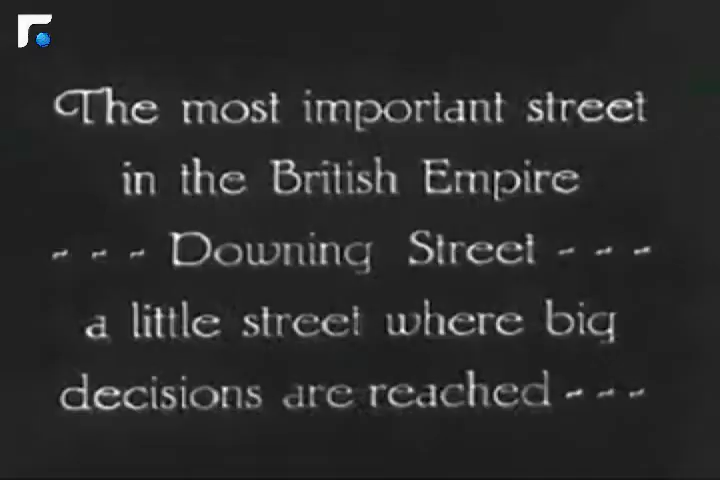 The most important street
in the British Empire
- - - Downing Street - - -
a little street where big
decisions are reached - - -